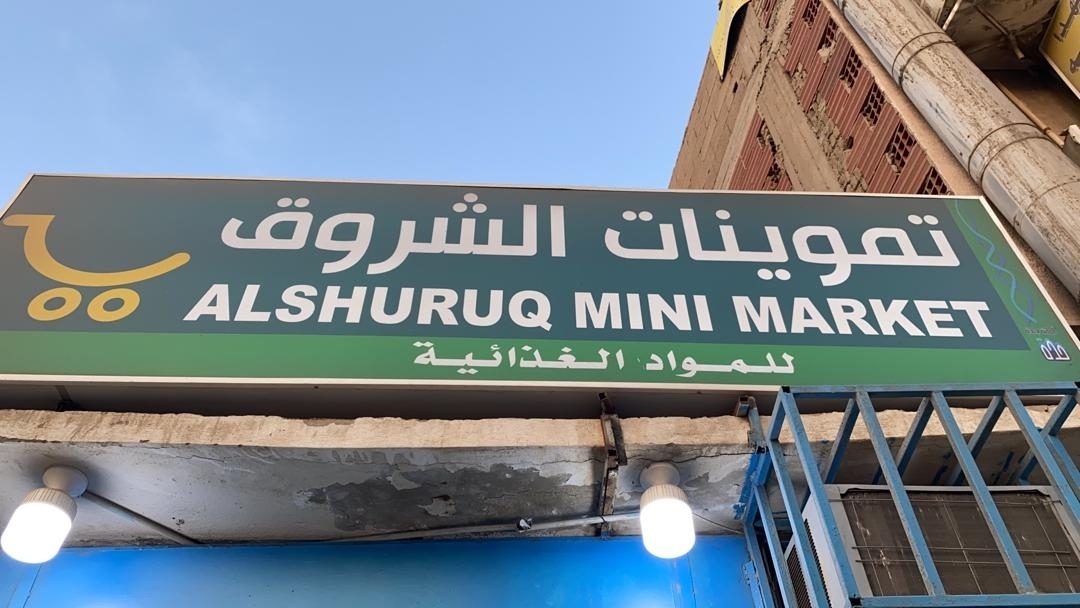 تموينات الشروق
ALSHURUQ MINI MARKET
للمواد الغذائية